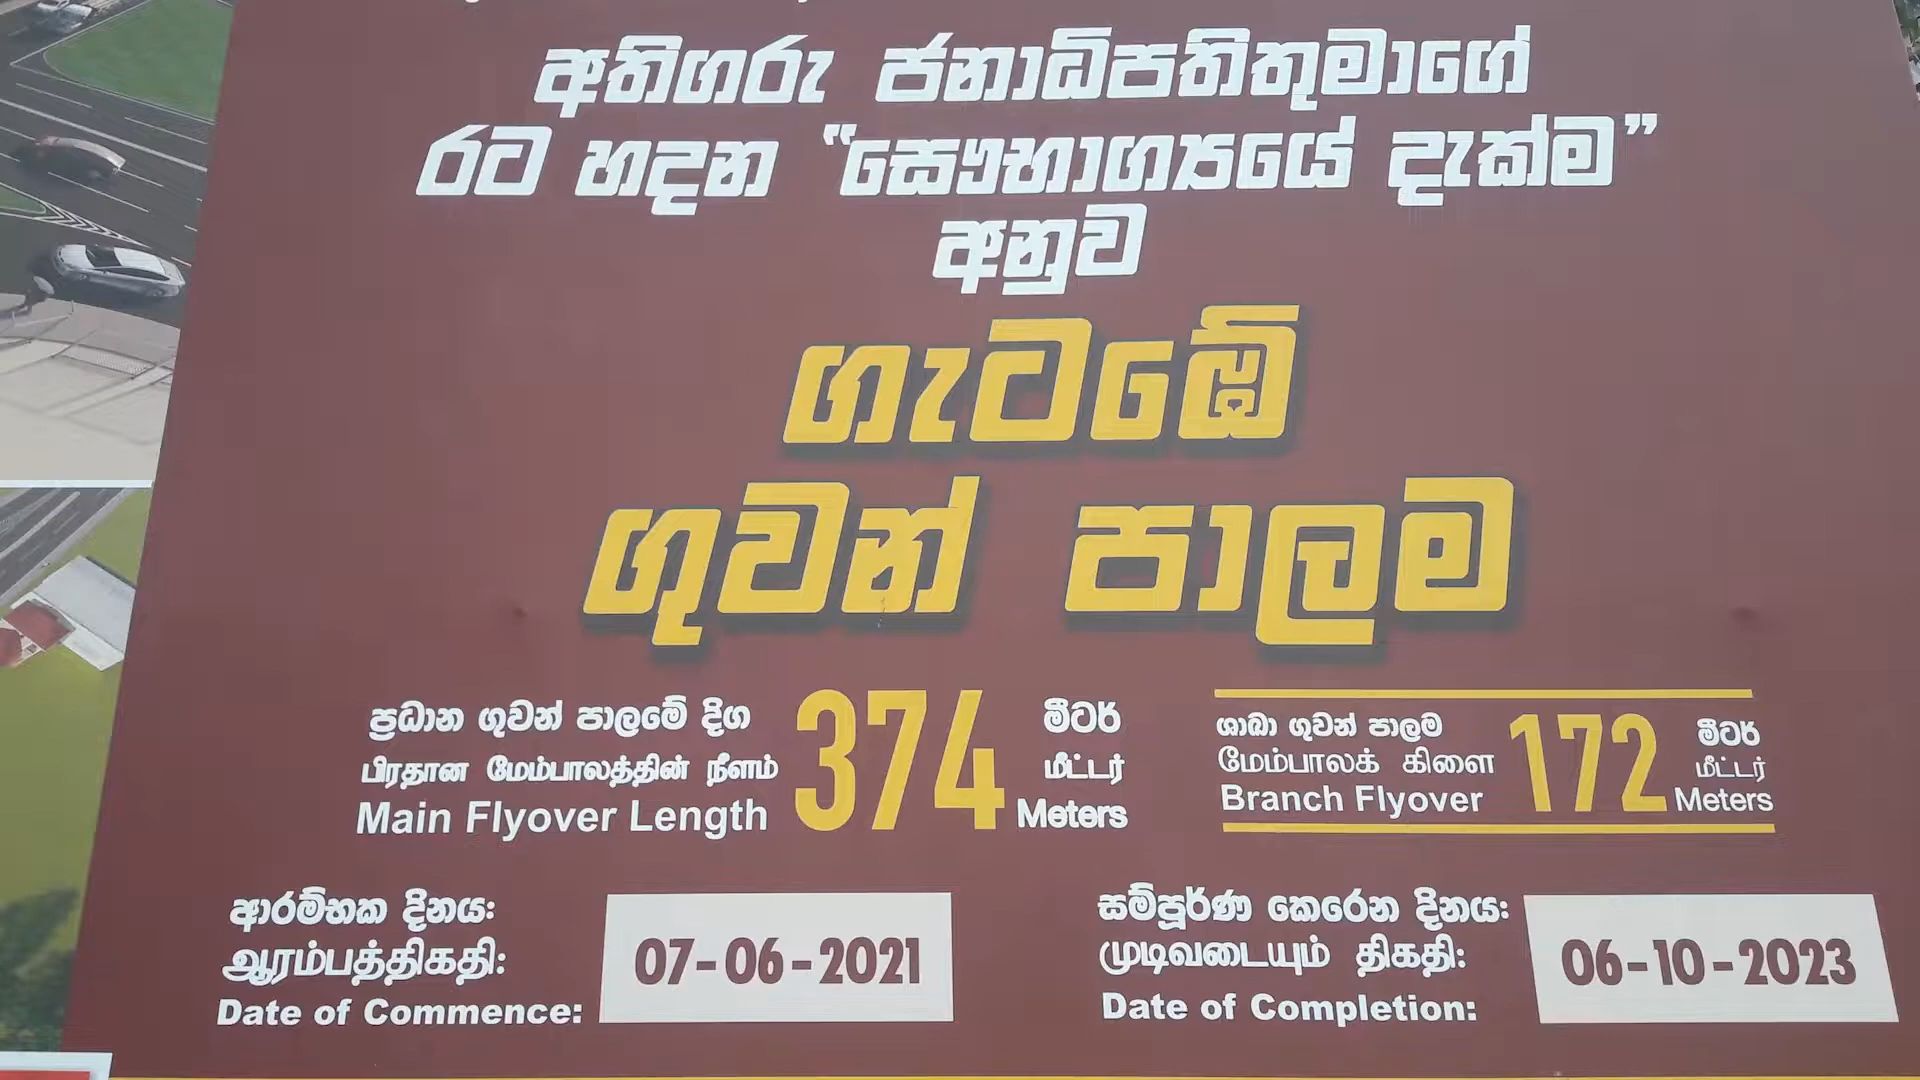 අතිගරු ජනාධිපතිතුමාගේ
රට හදන “සෞභාග්‍යයේ දැක්ම”
අනුව
ගැටඹේ
ගුවන් පාලම
ප්‍රධාන ගුවන් පාලමේ දිග
பிரதான மேம்பாலத்தின் நீளம்
Main Flyover Length
374
මීටර්
மீட்டர்
Meters
ශාඛා ගුවන් පාලම
மேம்பாலக் கிளை
Branch Flyover
172
මීටර්
மீட்டர்
Meters
ආරම්භක දිනය:
ஆரம்பத்திகதி:
Date of Commence:
07-06-2021
සම්පූර්ණ කෙරෙන දිනය:
முடிவடையும் திகதி:
Date of Completion:
06-10-2023